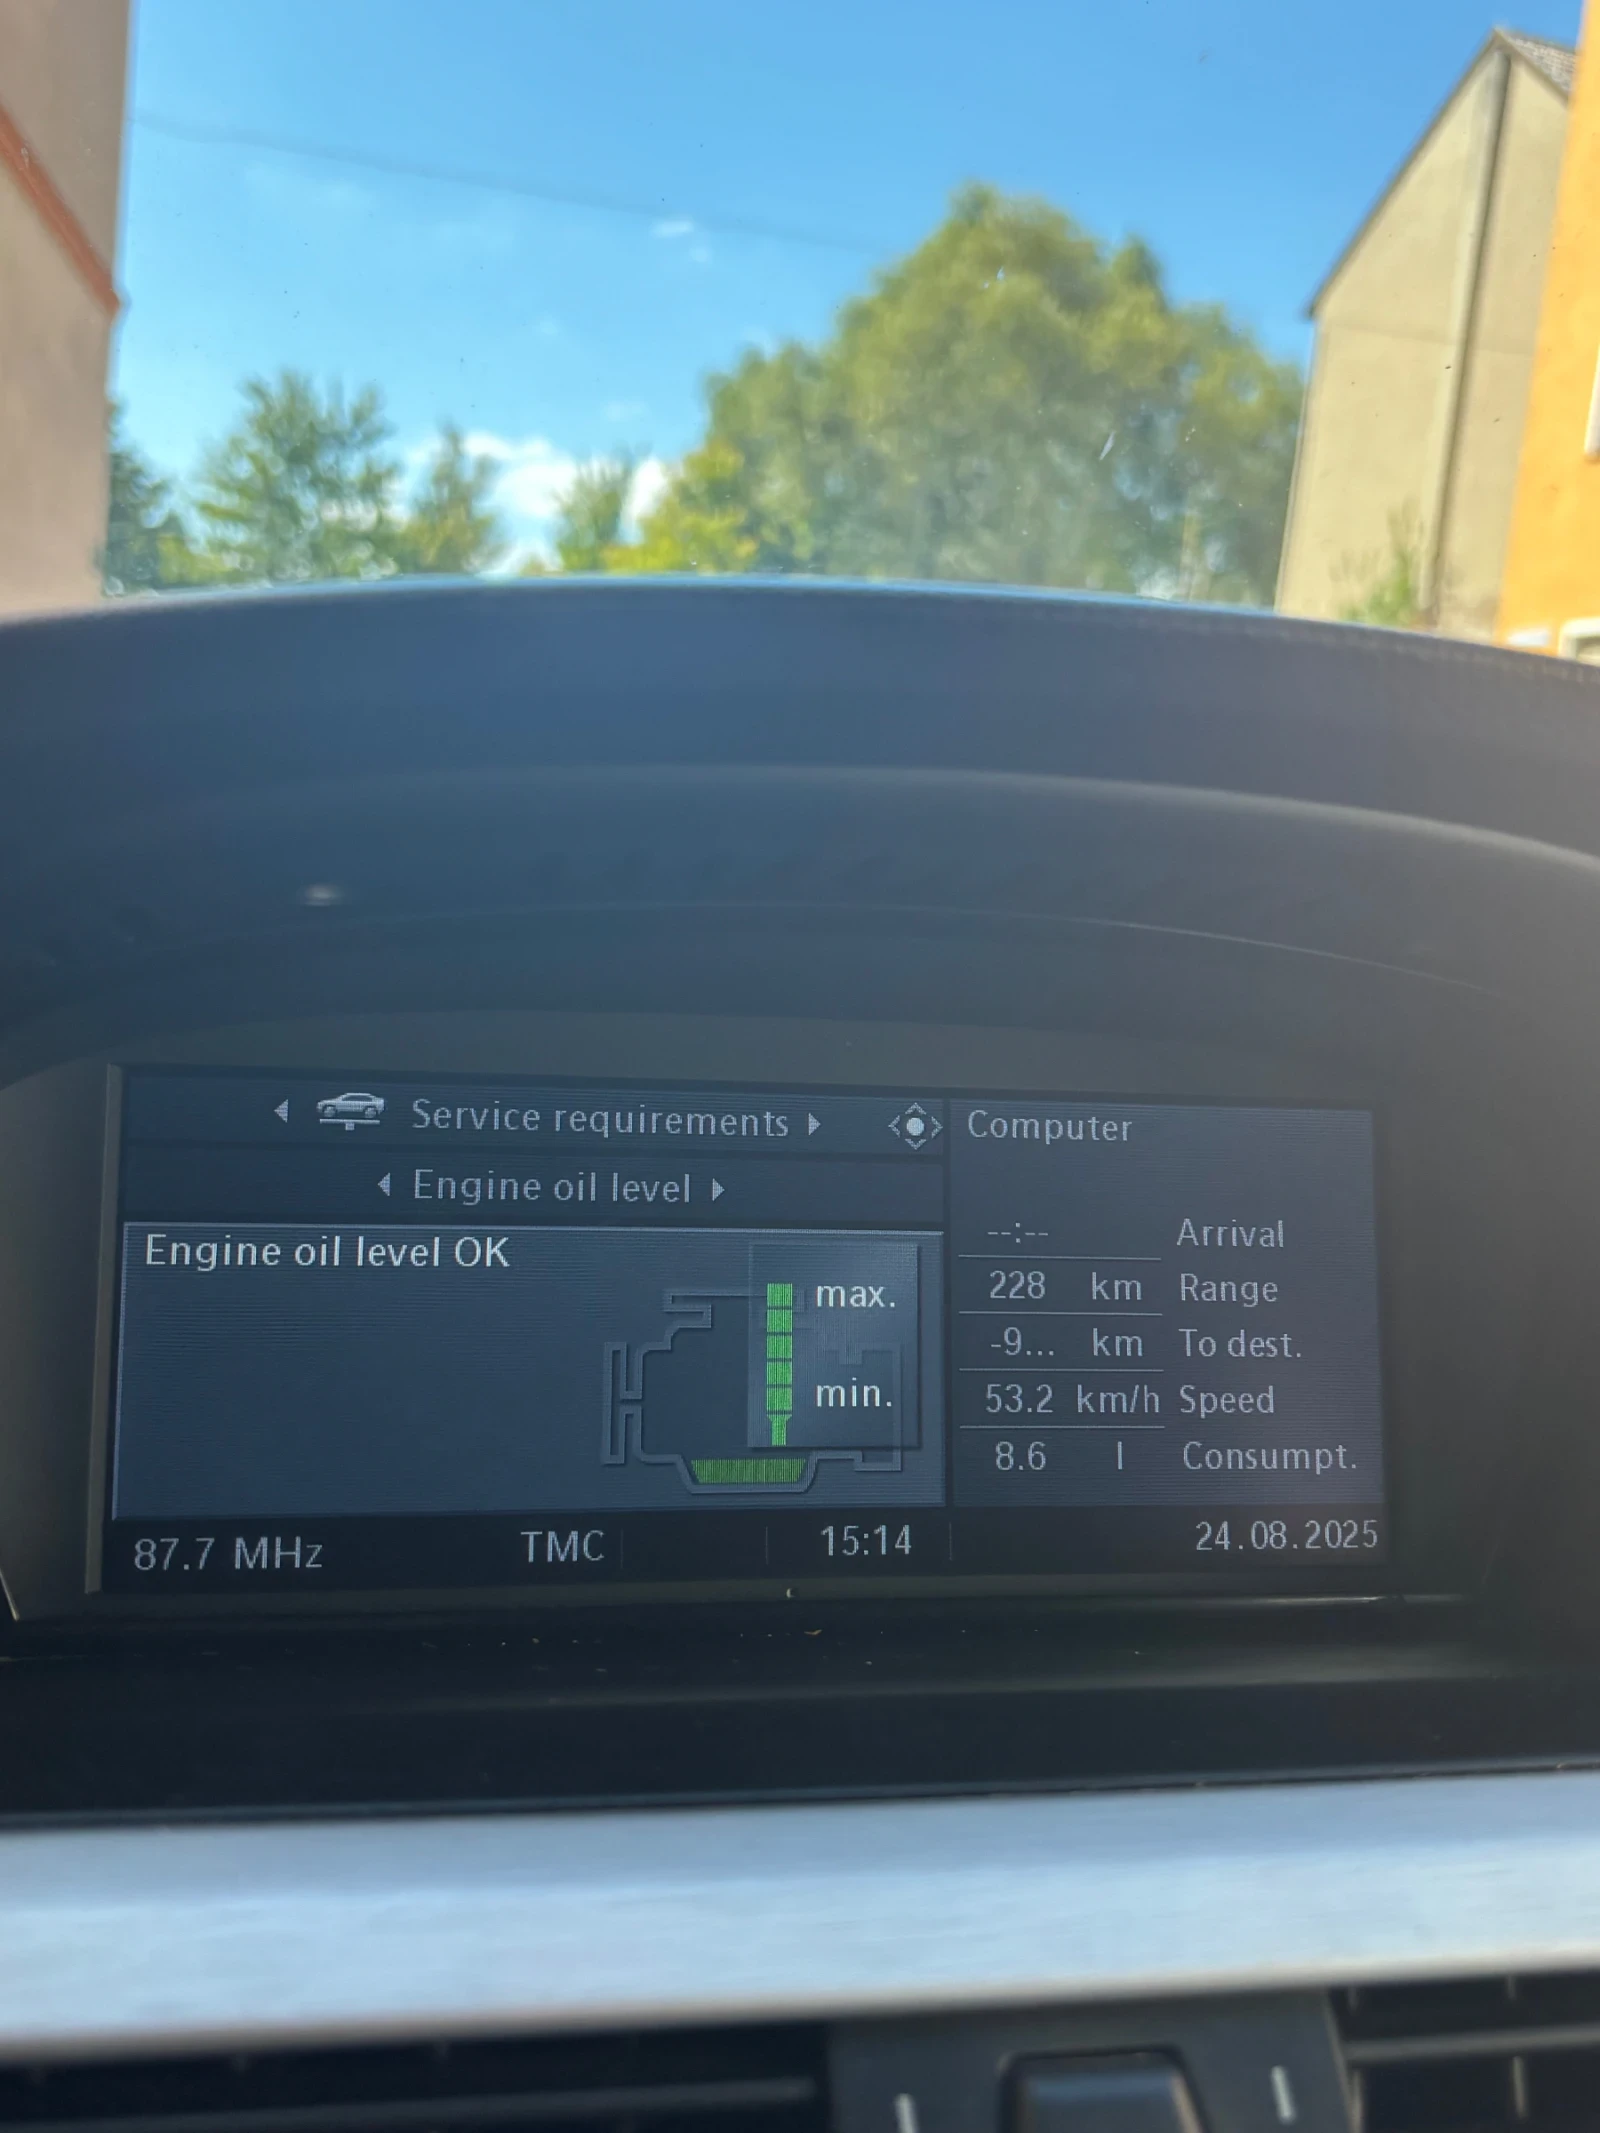 Service requirements
Engine oil level
Engine oil level OK
max.
min.
Computer
--:-- Arrival
228 km Range
-9... km To dest.
53.2 km/h Speed
8.6 l Consumpt.
87.7 MHz TMC 15:14 24.08.2025